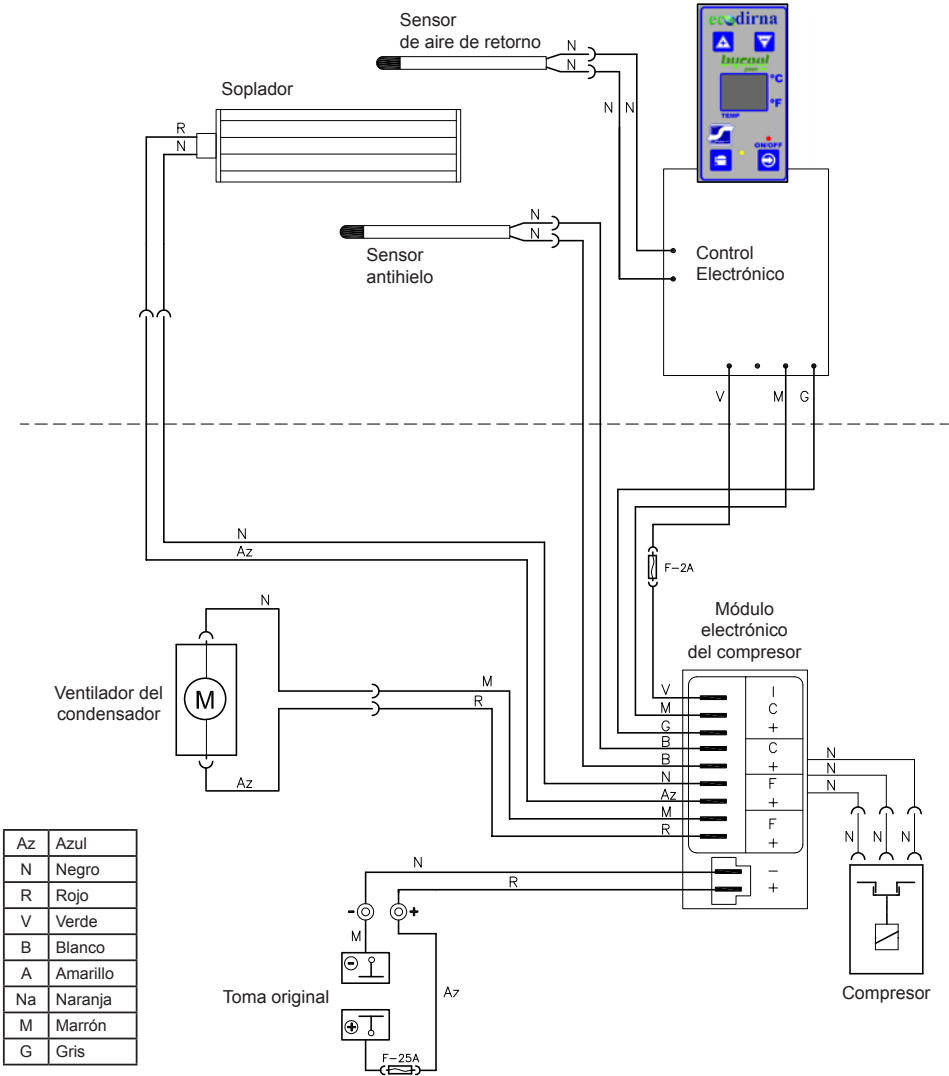 Sensor
de aire de retorno
N
N
N N
ecodirna
bycool
green
°C
°F
TEMP
ON/OFF
Soplador
R
N
N
N
Sensor
antihielo
Control
Electrónico
V
M
G
N
Az
F-2A
N
Módulo
electrónico
del compresor
Ventilador del
condensador
M
M
R
Az
V
M
G
B
B
N
Az
M
R
I
C
+
C
+
F
+
F
+
N
N
N
N N N
N
R
-
+
- +
M
Az
Toma original
F-25A
Compresor
Az Azul
N Negro
R Rojo
V Verde
B Blanco
A Amarillo
Na Naranja
M Marrón
G Gris